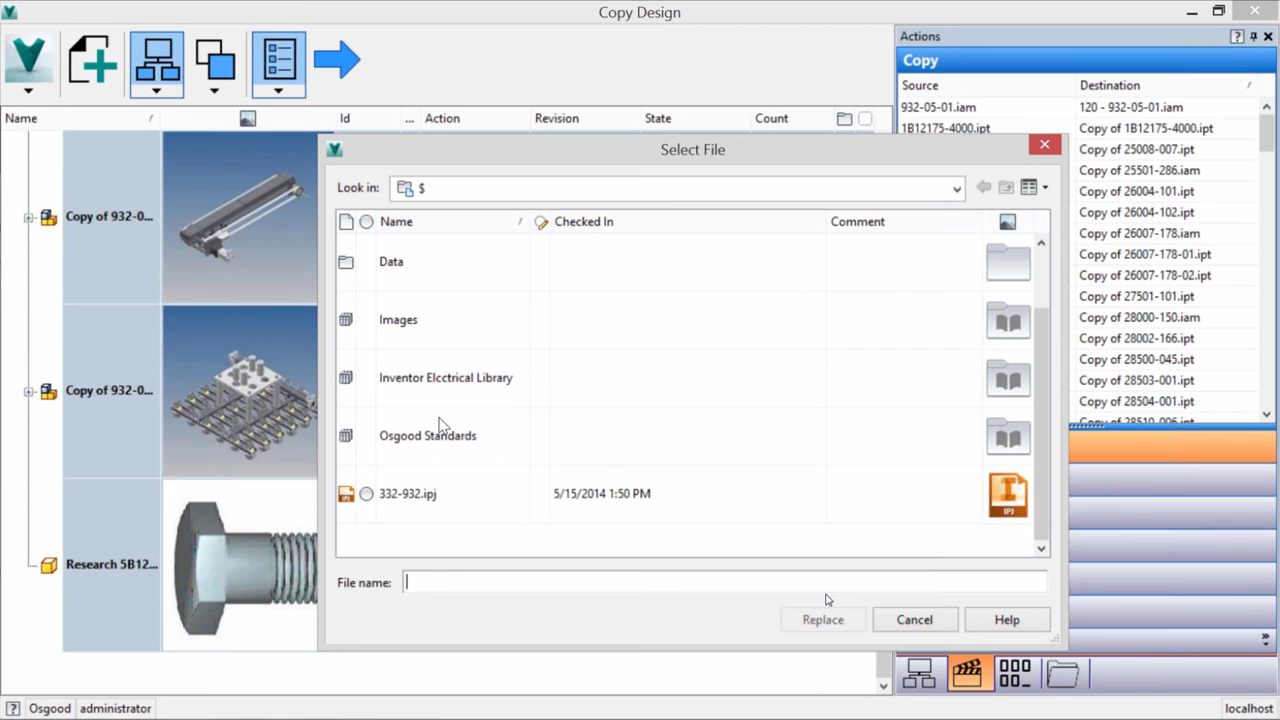 Copy Design
Actions
Copy
Source Destination
932-05-01.iam 120 - 932-05-01.iam
1B12175-4000.ipt Copy of 1B12175-4000.ipt
Copy of 25008-007.ipt
Copy of 25501-286.iam
Copy of 26004-101.ipt
Copy of 26004-102.ipt
Copy of 26007-178.iam
Copy of 26007-178-01.ipt
Copy of 26007-178-02.ipt
Copy of 27501-101.ipt
Copy of 28000-150.iam
Copy of 28002-166.ipt
Copy of 28500-045.ipt
Copy of 28503-001.ipt
Copy of 28504-001.ipt
Name Id ... Action Revision State Count
Copy of 932-0...
Copy of 932-0...
Research 5B12...
Select File
Look in: $
Name Checked In Comment
Data
Images
Inventor Elcctrical Library
Osgood Standards
332-932.ipj 5/15/2014 1:50 PM
IPJ
File name:
Replace Cancel Help
? Osgood administrator localhost